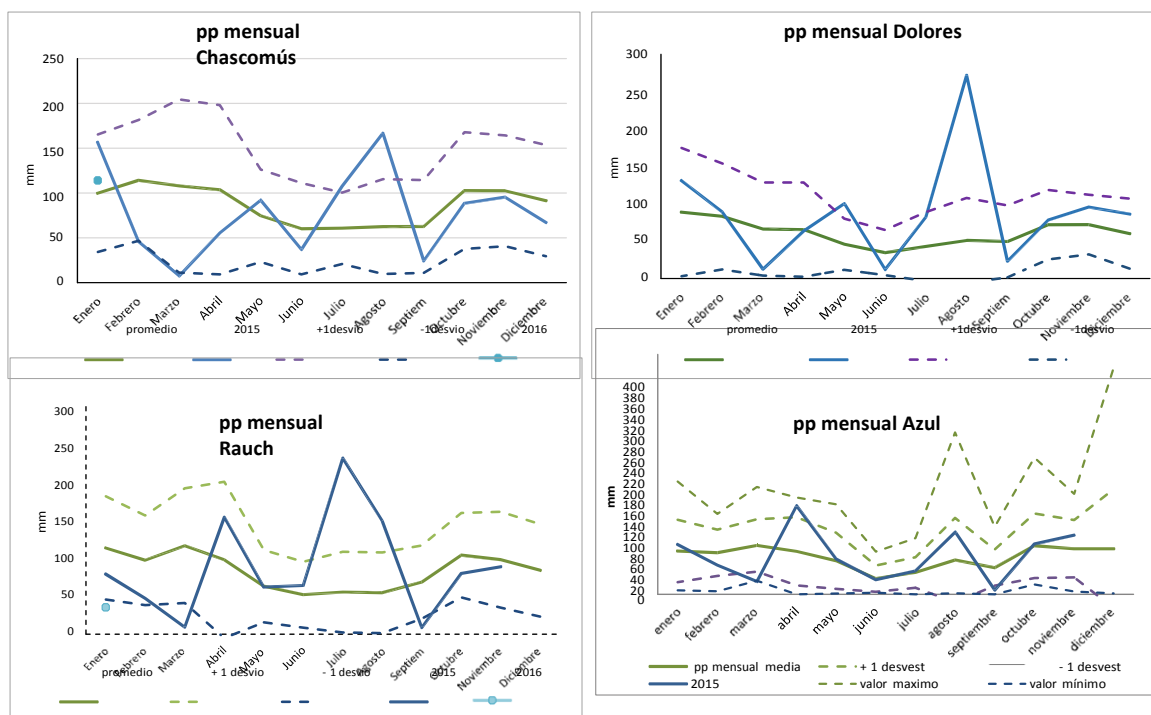 pp mensual
Chascomús
250
200
150
100
50
0
mm
Enero
Febrero
Marzo
Abril
Mayo
Junio
Julio
Agosto
Septiem
Octubre
Noviembre
Diciembre
promedio 2015 +1desvio -1desvio 2016
pp mensual Dolores
300
250
200
150
100
50
0
mm
Enero
Febrero
Marzo
Abril
Mayo
Junio
Julio
Agosto
Septiem
Octubre
Noviembre
Diciembre
promedio 2015 +1desvio -1desvio
pp mensual
Rauch
300
250
200
150
100
50
0
mm
Enero
Febrero
Marzo
Abril
Mayo
Junio
Julio
Agosto
Septiem
Octubre
Noviembre
Diciembre
promedio + 1 desvio - 1 desvio 2015 2016
pp mensual Azul
400
380
360
340
320
300
280
260
240
220
200
180
160
140
120
100
80
60
40
20
0
mm
enero
febrero
marzo
abril
mayo
junio
julio
agosto
septiembre
octubre
noviembre
diciembre
pp mensual media + 1 desvest - 1 desvest
2015 valor maximo valor mínimo